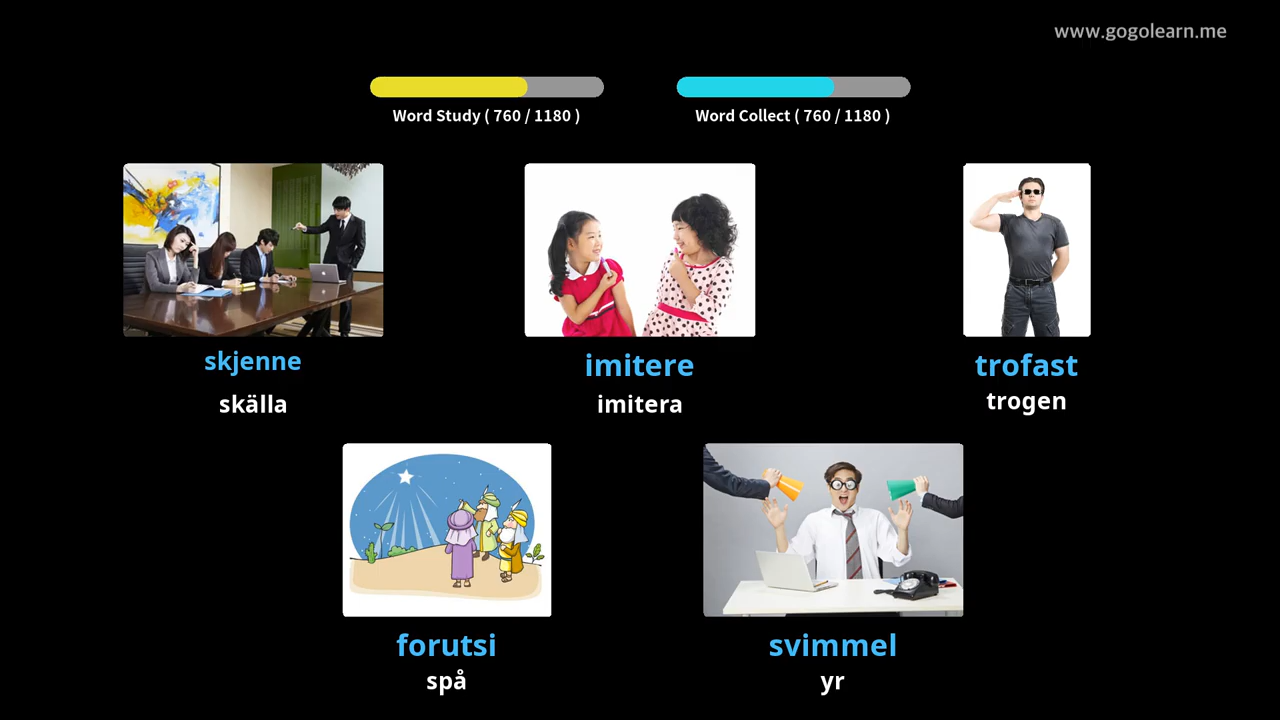 www.gogolearn.me
Word Study ( 760 / 1180 )
Word Collect ( 760 / 1180 )
skjenne
skälla
imitere
imitera
trofast
trogen
forutsi
spå
svimmel
yr